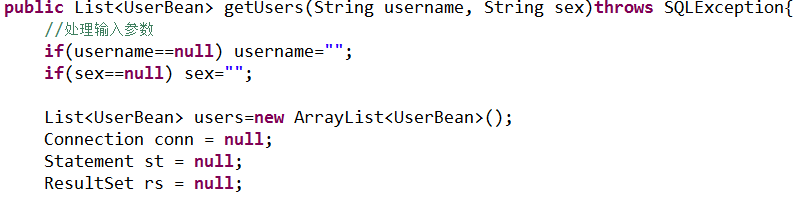 public List<UserBean> getUsers(String username, String sex)throws SQLException{
//处理输入参数
if(username==null) username="";
if(sex==null) sex="";
List<UserBean> users=new ArrayList<UserBean>();
Connection conn = null;
Statement st = null;
ResultSet rs = null;